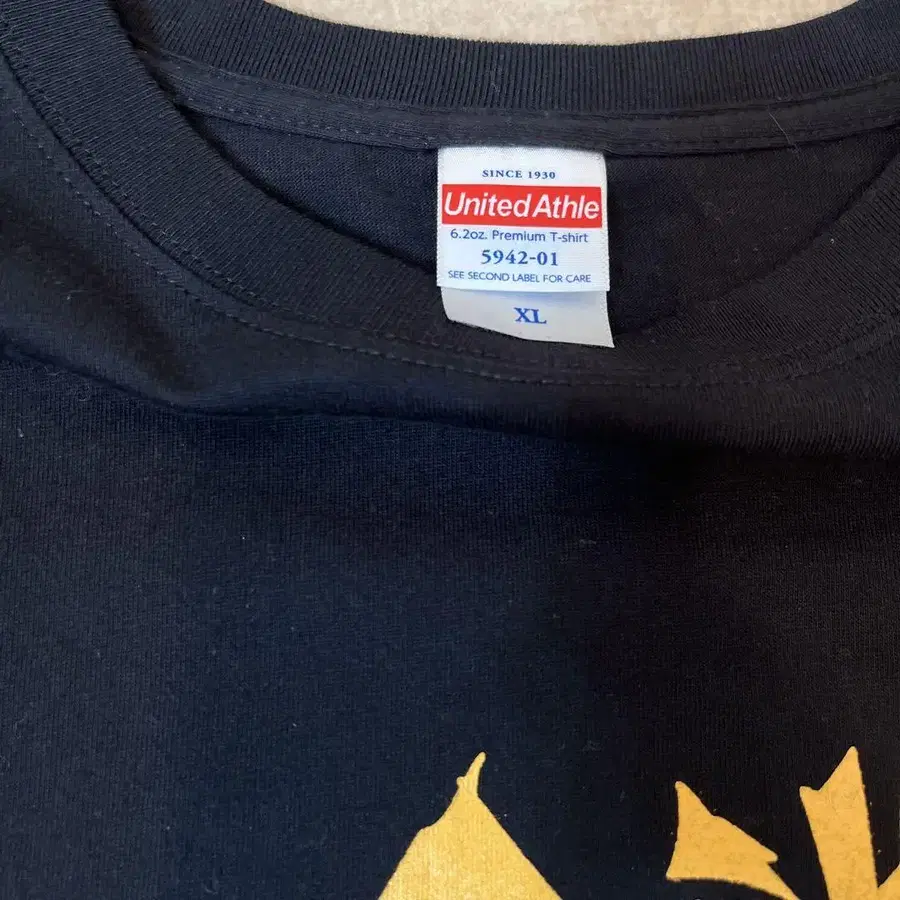 SINCE 1930
United Athle
6.2oz. Premium T-shirt
5942-01
SEE SECOND LABEL FOR CARE
XL